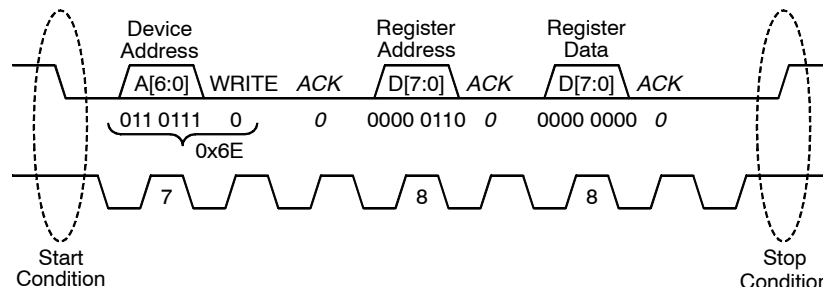 Device
Address
Register
Address
Register
Data
A[6:0] WRITE ACK D[7:0] ACK D[7:0] ACK
011 0111 0 0 0000 0110 0 0000 0000 0
0x6E
7 8 8
Start
Condition
Stop
Condition